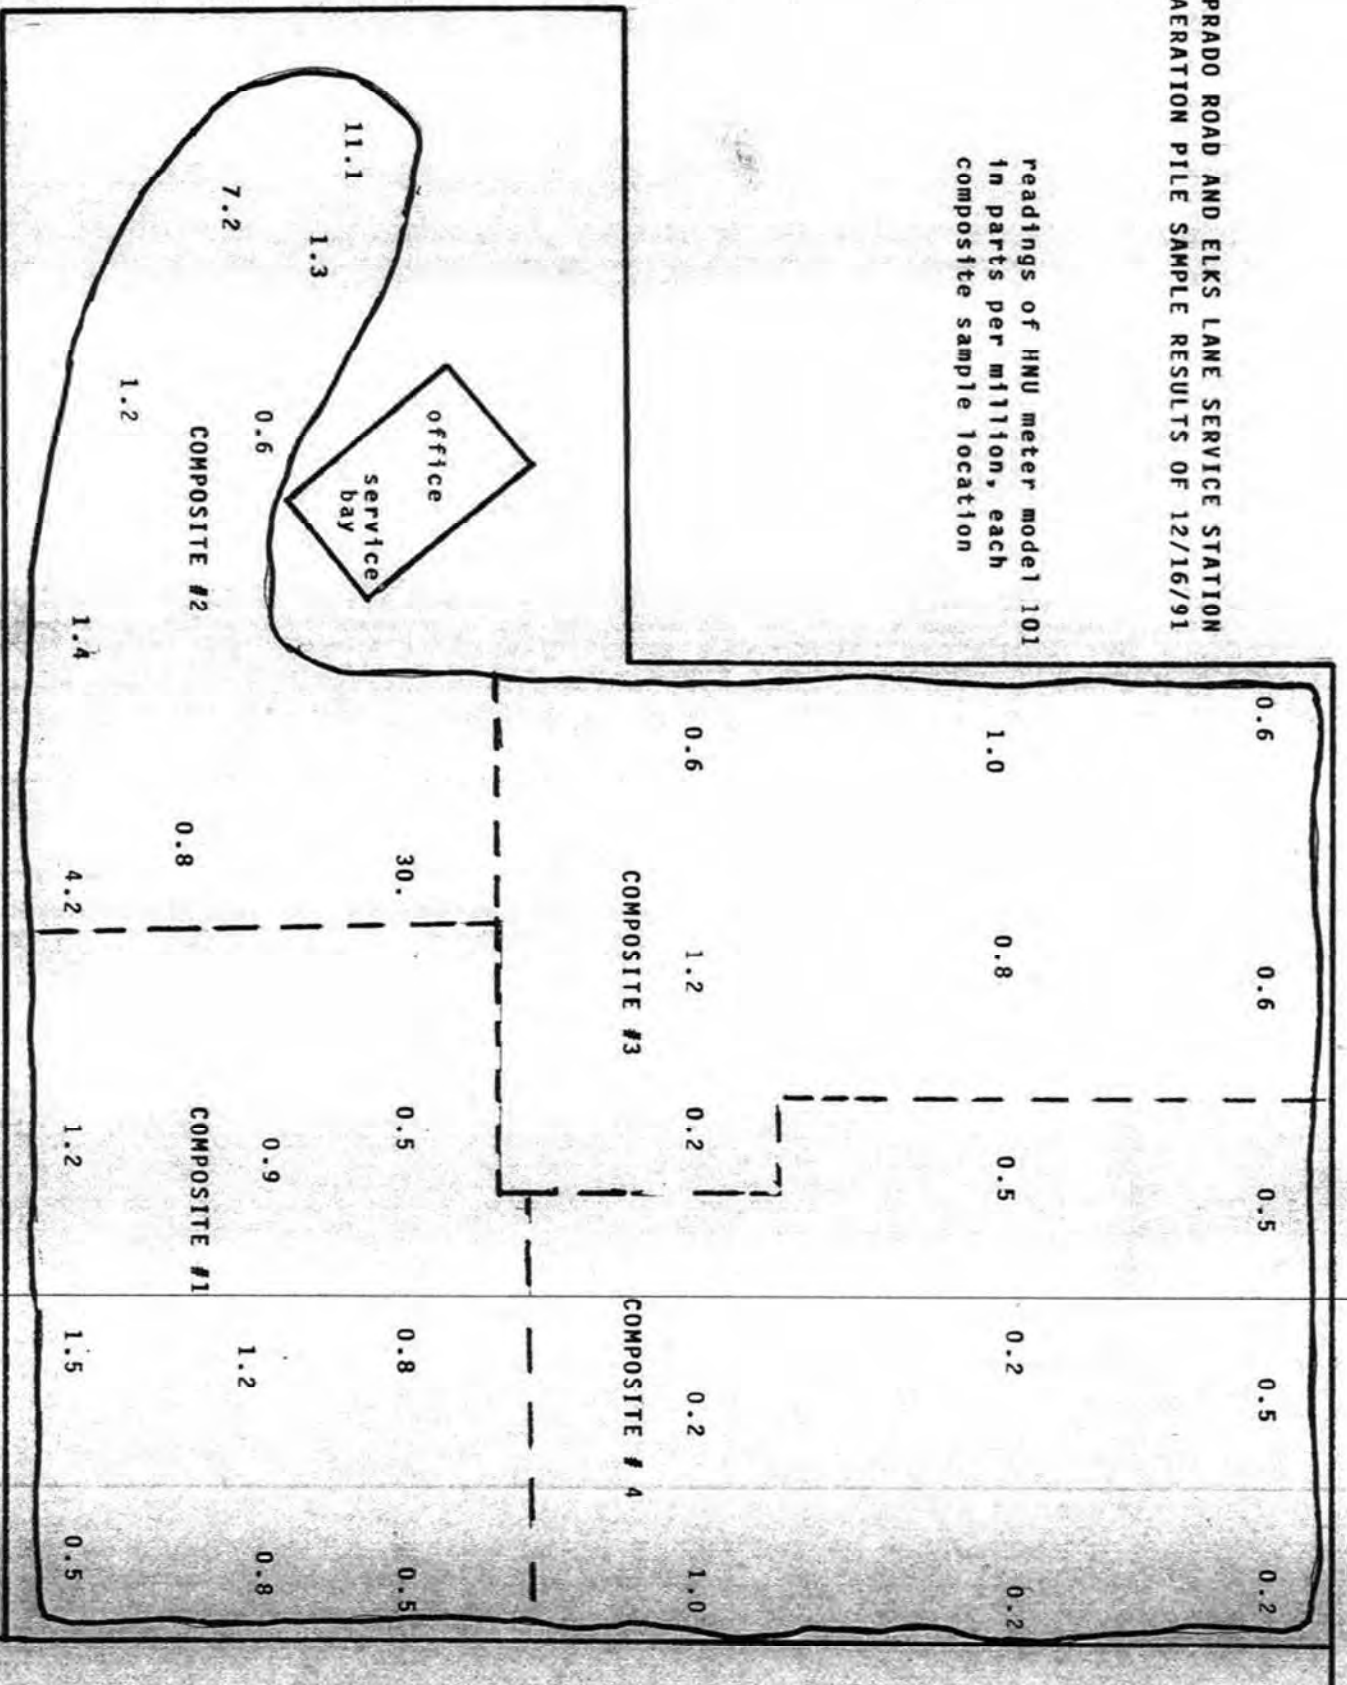 PRADO ROAD AND ELKS LANE SERVICE STATION
AERATION PILE SAMPLE RESULTS OF 12/16/91
readings of HNU meter model 101
in parts per million, each
composite sample location
0.6 0.6 0.5 0.5 0.2
1.0 0.8 0.5 0.2 0.2
0.6 1.2 0.2 0.2 1.0
COMPOSITE #3 COMPOSITE # 4
office
service
bay
30. 0.5 0.8 0.5
11.1
1.3
0.6 0.9 1.2 0.8
7.2
COMPOSITE #2 COMPOSITE #1
0.8
1.2
1.4 4.2 1.2 1.5 0.5